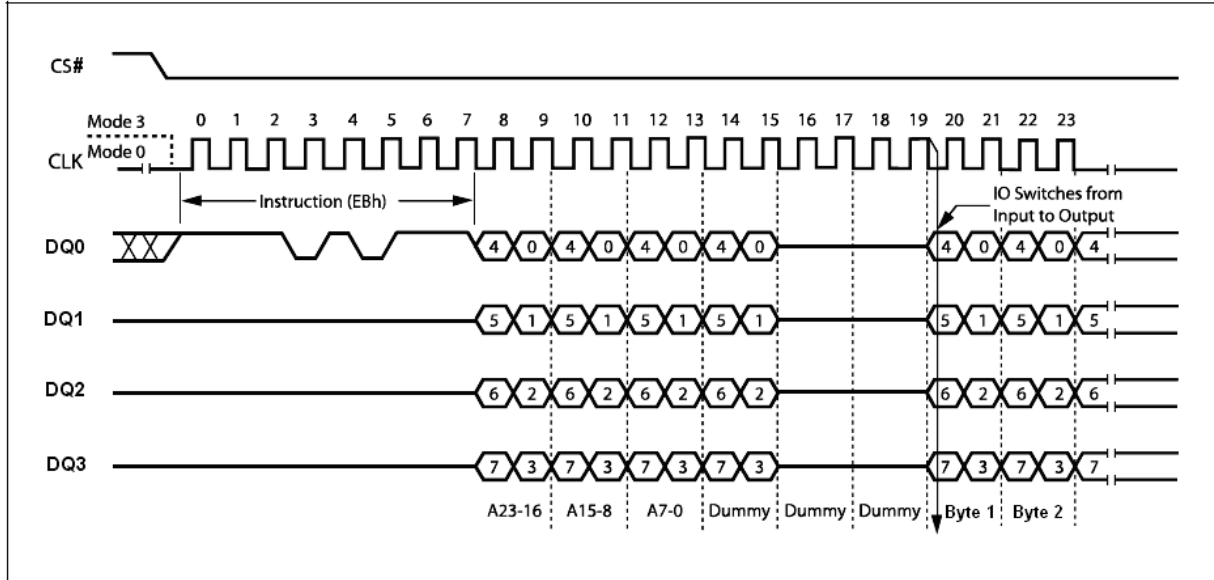 CS#
Mode 3 0 1 2 3 4 5 6 7 8 9 10 11 12 13 14 15 16 17 18 19 20 21 22 23
Mode 0
CLK
Instruction (EBh)
IO Switches from
Input to Output
DQ0 4 0 4 0 4 0 4 0 4 0 4 0 4
DQ1 5 1 5 1 5 1 5 1 5 1 5 1 5
DQ2 6 2 6 2 6 2 6 2 6 2 6 2 6
DQ3 7 3 7 3 7 3 7 3 7 3 7 3 7
A23-16 A15-8 A7-0 Dummy Dummy Dummy Byte 1 Byte 2